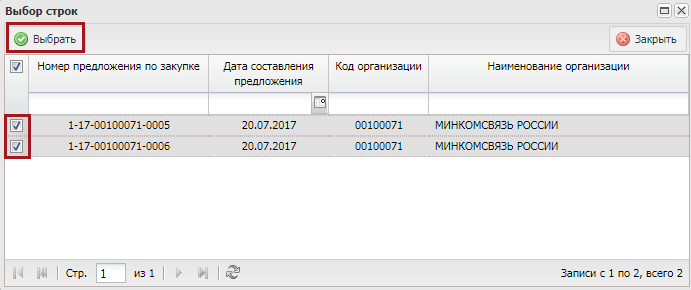 Выбор строк
Выбрать
Закрыть
Номер предложения по закупке
Дата составления
предложения
Код организации
Наименование организации
1-17-00100071-0005 20.07.2017 00100071 МИНКОМСВЯЗЬ РОССИИ
1-17-00100071-0006 20.07.2017 00100071 МИНКОМСВЯЗЬ РОССИИ
Стр. 1 из 1 Записи с 1 по 2, всего 2